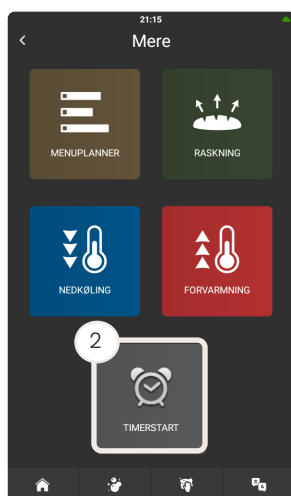 21:15
Mere
MENUPLANNER
RASKNING
NEDKØLING
FORVARMNING
2
TIMERSTART